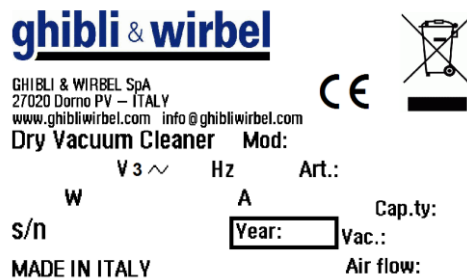 ghibli & wirbel
GHIBLI & WIRBEL SpA
27020 Dorno PV – ITALY
www.ghibliwirbel.com info@ghibliwirbel.com
CE
Dry Vacuum Cleaner Mod:
V 3 ~ Hz Art.:
W A Cap.ty:
s/n Year: Vac.:
MADE IN ITALY Air flow: